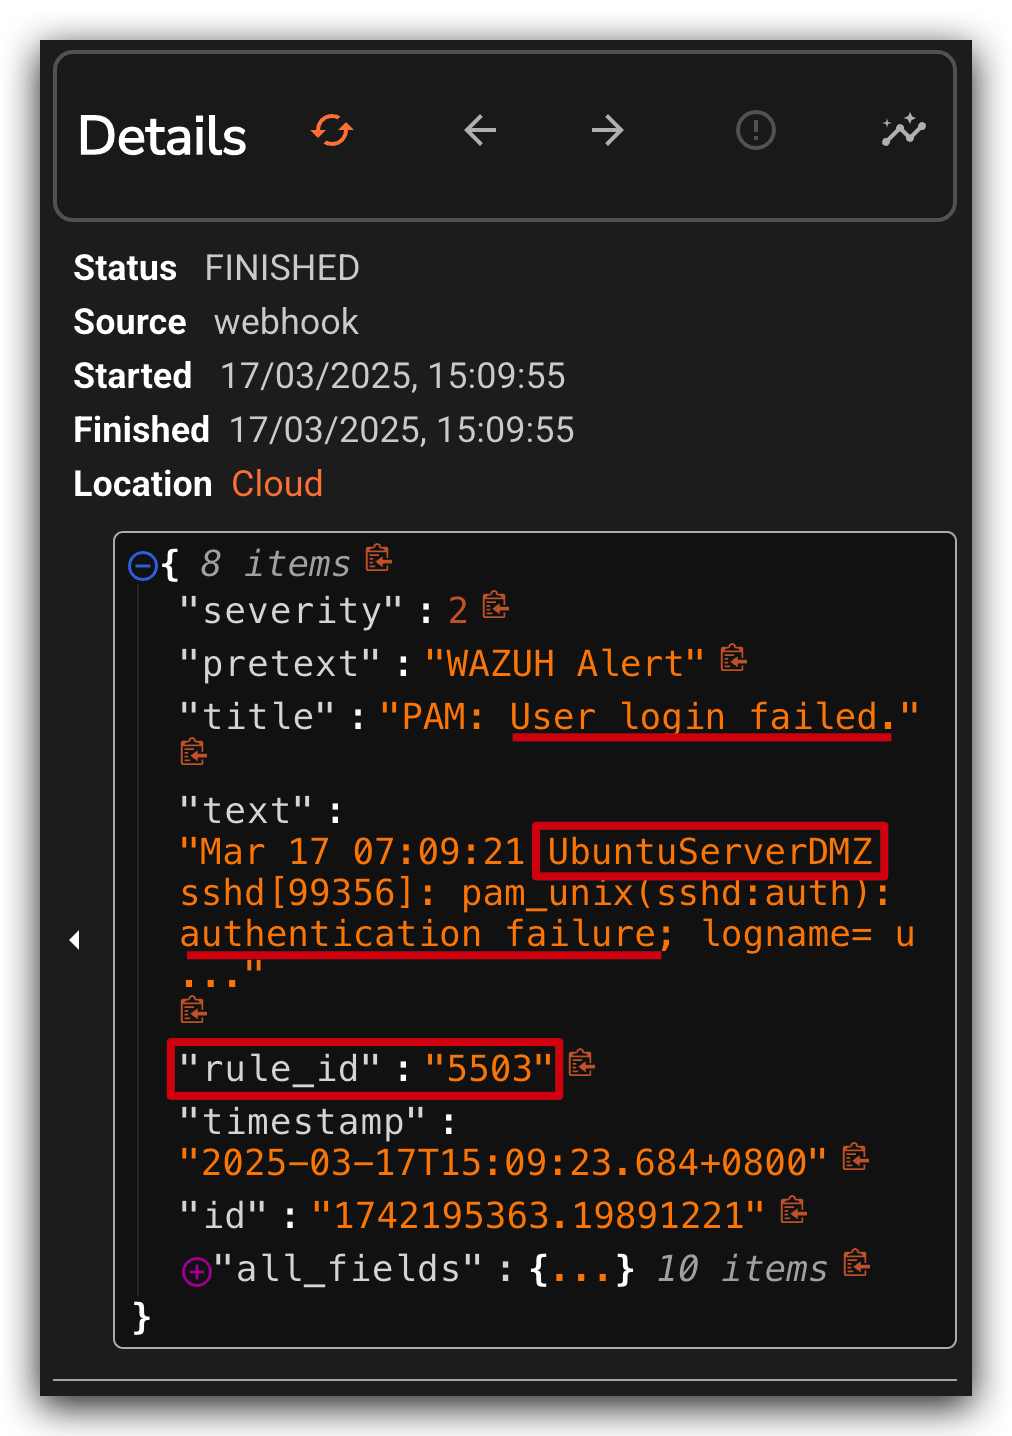 Details
Status FINISHED
Source webhook
Started 17/03/2025, 15:09:55
Finished 17/03/2025, 15:09:55
Location Cloud
{ 8 items
"severity" : 2
"pretext" : "WAZUH Alert"
"title" : "PAM: User login failed."
"text" :
"Mar 17 07:09:21 UbuntuServerDMZ
sshd[99356]: pam_unix(sshd:auth):
authentication failure; logname= u
..."
"rule_id" : "5503"
"timestamp" :
"2025-03-17T15:09:23.684+0800"
"id" : "1742195363.19891221"
"all_fields" : {...} 10 items
}